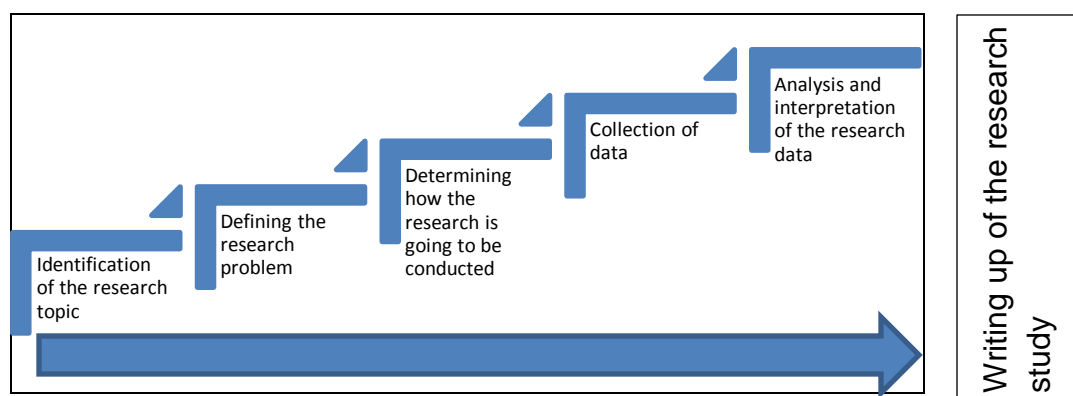 Identification
of the research
topic
Defining the
research
problem
Determining
how the
research is
going to be
conducted
Collection of
data
Analysis and
interpretation
of the research
data
Writing up of the research
study